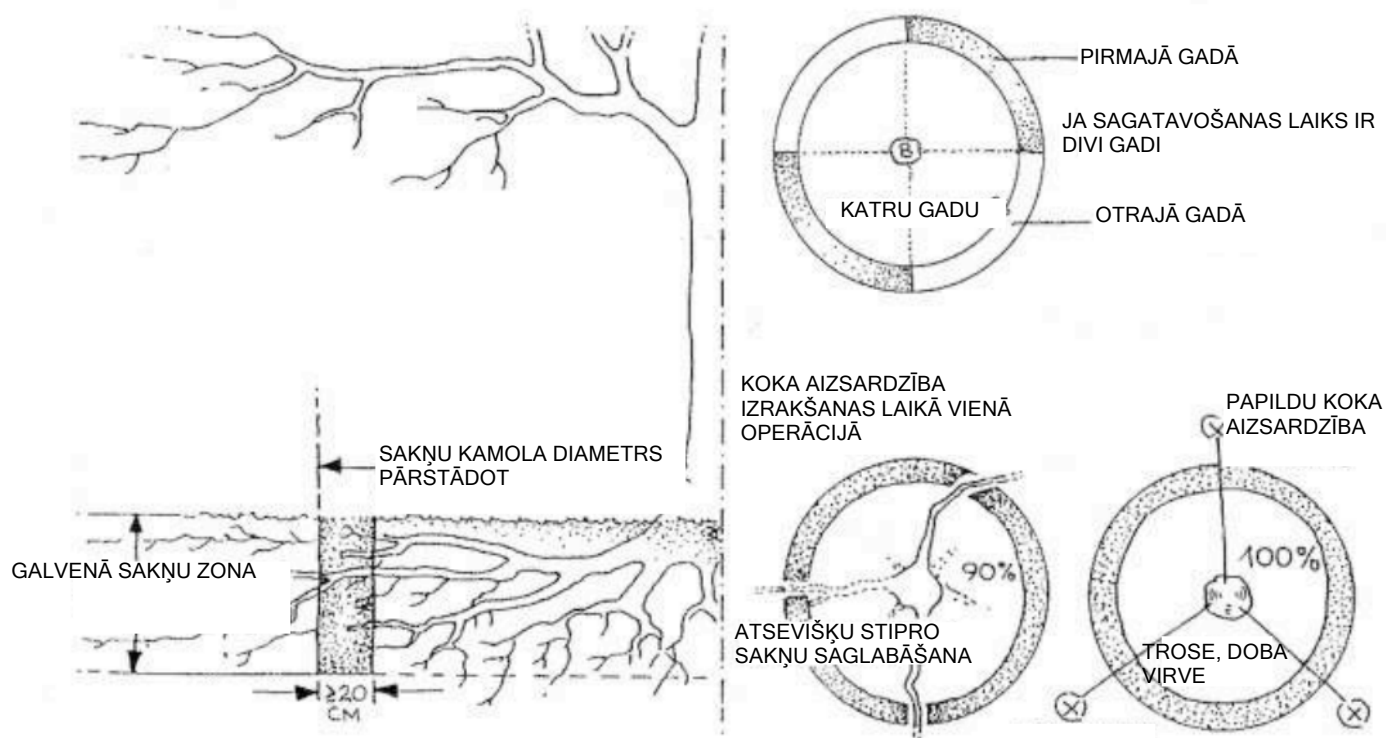 PIRMAJĀ GADĀ
JA SAGATAVOŠANAS LAIKS IR
DIVI GADI
B
KATRU GADU
OTRAJĀ GADĀ
KOKA AIZSARDZĪBA
IZRAKŠANAS LAIKĀ VIENĀ
OPERĀCIJĀ
PAPILDU KOKA
AIZSARDZĪBA
SAKŅU KAMOLA DIAMETRS
PĀRSTĀDOT
GALVENĀ SAKŅU ZONA
90%
100%
ATSEVIŠĶU STIPRO
SAKŅU SAGLABĀŠANA
TROSE, DOBA
VIRVE
≥20
CM